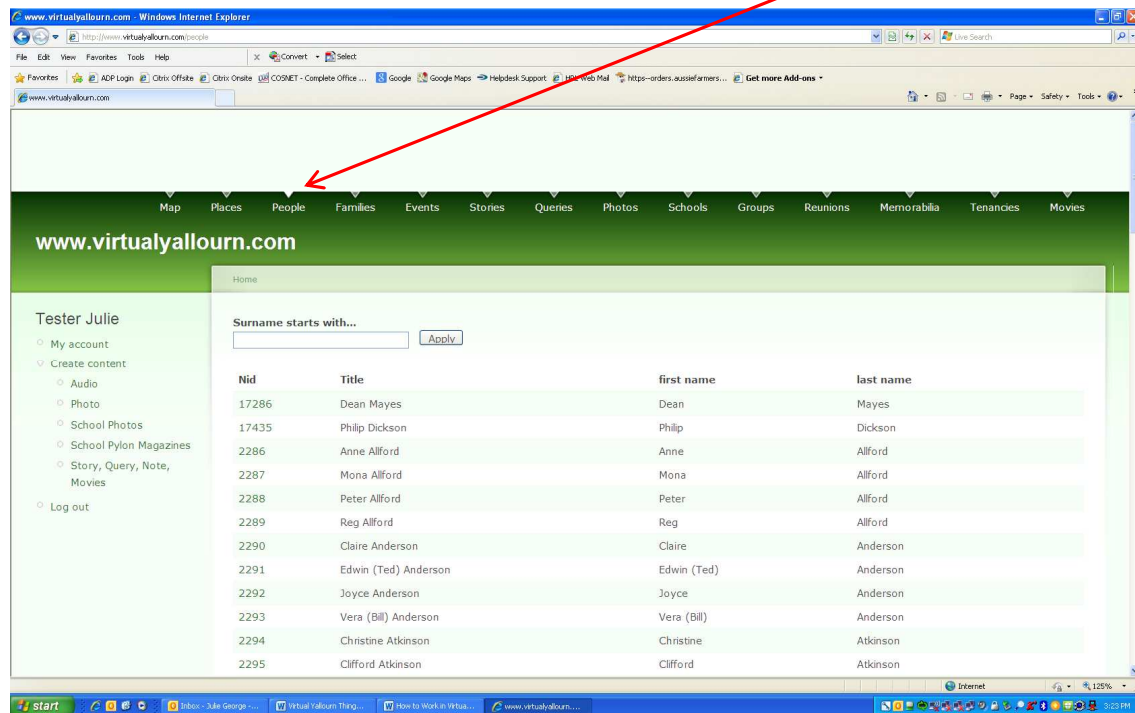 www.virtualyallourn.com - Windows Internet Explorer
http://www.virtualyallourn.com/people
Live Search
File Edit View Favorites Tools Help
Convert Select
Favorites ADP Login Citrix Offsite Citrix Onsite COSNET - Complete Office ... Google Google Maps Helpdesk Support HRL Web Mail https--orders.aussiefarmers... Get more Add-ons
www.virtualyallourn.com
Page Safety Tools
Map Places People Families Events Stories Queries Photos Schools Groups Reunions Memorabilia Tenancies Movies
www.virtualyallourn.com
Home
Tester Julie
My account
Create content
Audio
Photo
School Photos
School Pylon Magazines
Story, Query, Note,
Movies
Log out
Surname starts with...
Apply
Nid Title first name last name
17286 Dean Mayes Dean Mayes
17435 Philip Dickson Philip Dickson
2286 Anne Allford Anne Allford
2287 Mona Allford Mona Allford
2288 Peter Allford Peter Allford
2289 Reg Allford Reg Allford
2290 Claire Anderson Claire Anderson
2291 Edwin (Ted) Anderson Edwin (Ted) Anderson
2292 Joyce Anderson Joyce Anderson
2293 Vera (Bill) Anderson Vera (Bill) Anderson
2294 Christine Atkinson Christine Atkinson
2295 Clifford Atkinson Clifford Atkinson
Internet 125%
start Inbox - Julie George -... Virtual Yallourn Thing... How to Work in Virtua... www.virtualyallourn.... 3:23 PM